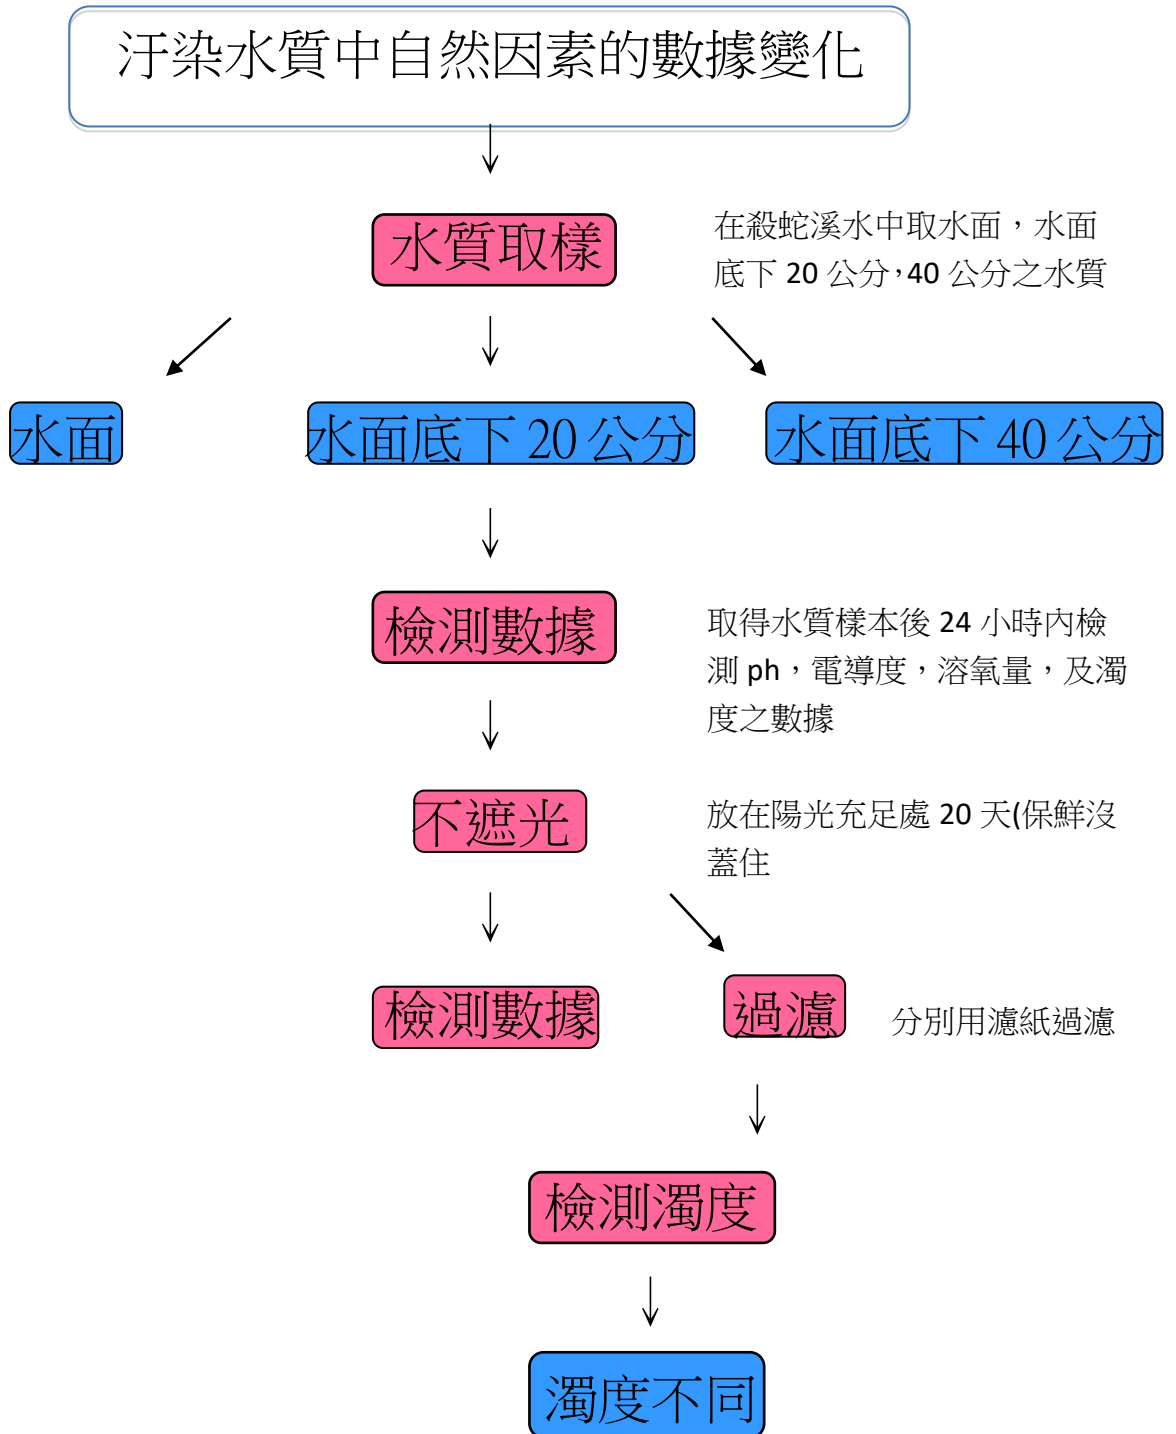 汙染水質中自然因素的數據變化
水質取樣
在殺蛇溪水中取水面，水面
底下 20 公分，40 公分之水質
水面
水面底下 20 公分
水面底下 40 公分
檢測數據
取得水質樣本後 24 小時內檢
測 ph，電導度，溶氧量，及濁
度之數據
不遮光
放在陽光充足處 20 天(保鮮沒
蓋住
檢測數據
過濾
分別用濾紙過濾
檢測濁度
濁度不同